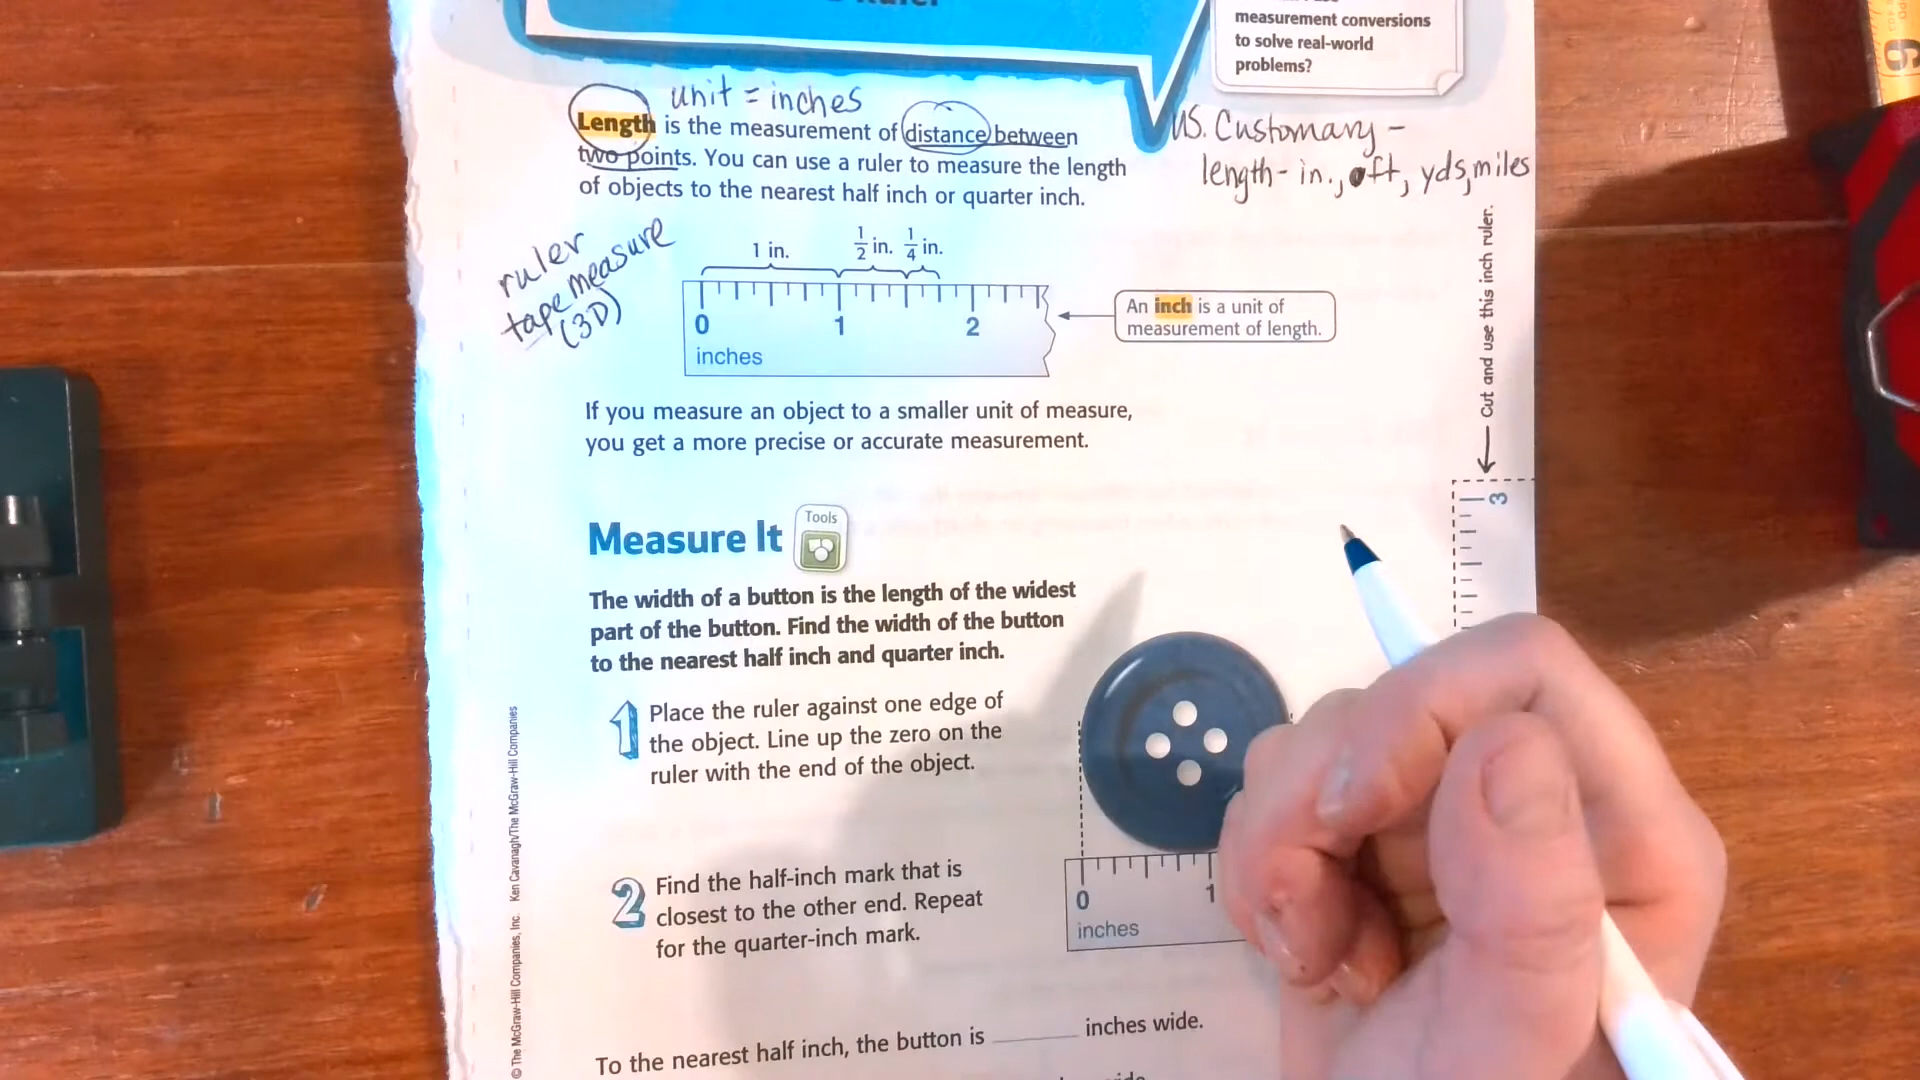 measurement conversions
to solve real-world
problems?
unit = inches
Length is the measurement of distance between
two points. You can use a ruler to measure the length
of objects to the nearest half inch or quarter inch.
U.S. Customary -
length - in., ft, yds, miles
ruler
tape measure
(3D)
1 in. 1/2 in. 1/4 in.
0 1 2
inches
An inch is a unit of
measurement of length.
Cut and use this inch ruler.
3
If you measure an object to a smaller unit of measure,
you get a more precise or accurate measurement.
Measure It
Tools
The width of a button is the length of the widest
part of the button. Find the width of the button
to the nearest half inch and quarter inch.
1 Place the ruler against one edge of
the object. Line up the zero on the
ruler with the end of the object.
2 Find the half-inch mark that is
closest to the other end. Repeat
for the quarter-inch mark.
0 1
inches
To the nearest half inch, the button is ______ inches wide.
© The McGraw-Hill Companies, Inc. Ken Cavanagh/The McGraw-Hill Companies
9